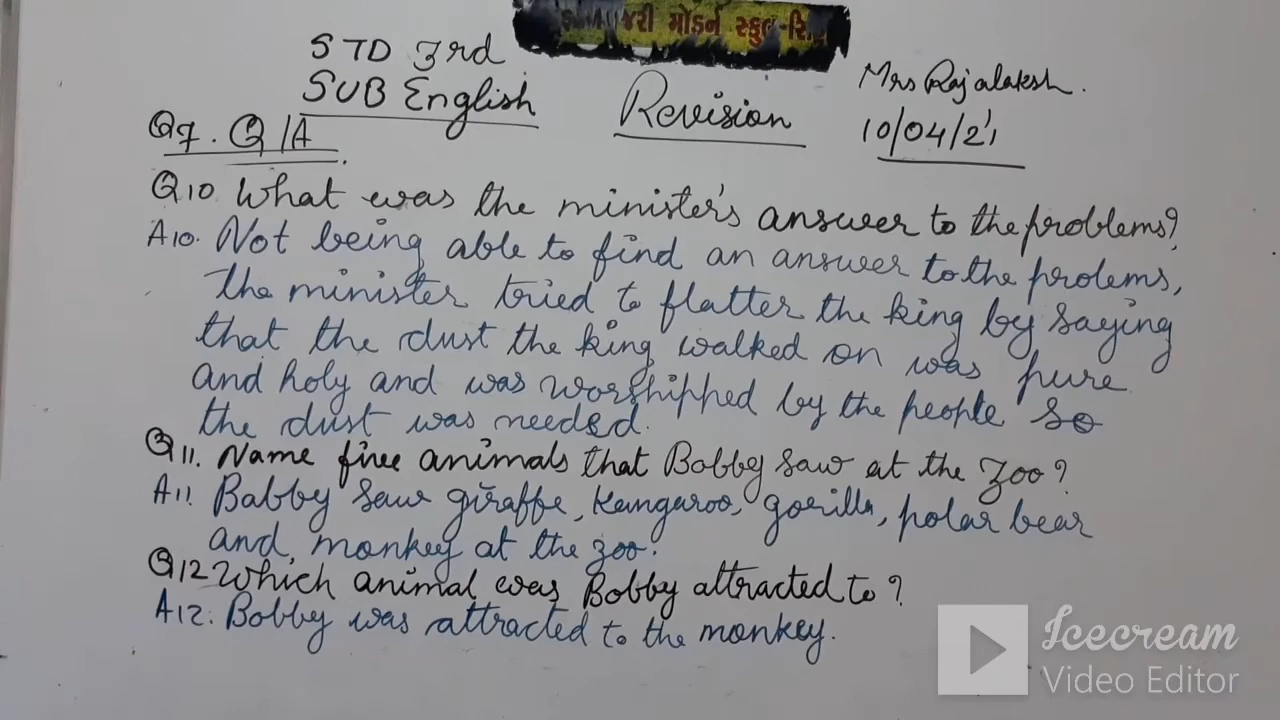 મોડર્ન સ્કુલ
STD 3rd
SUB English
Revision
Mrs Rajalaksh.
10/04/21
Q7. Q/A
Q10 What was the minister's answer to the problems?
A10. Not being able to find an answer to the prolems,
the minister tried to flatter the king by saying
that the dust the king walked on was pure
and holy and was worshipped by the people so
the dust was needed.
Q11. Name five animals that Bobby saw at the zoo?
A11. Babby saw giraffe, kangaroo, gorilla, polar bear
and monkey at the zoo.
Q12 Which animal was Bobby attracted to?
A12. Bobby was attracted to the monkey.
Icecream
Video Editor